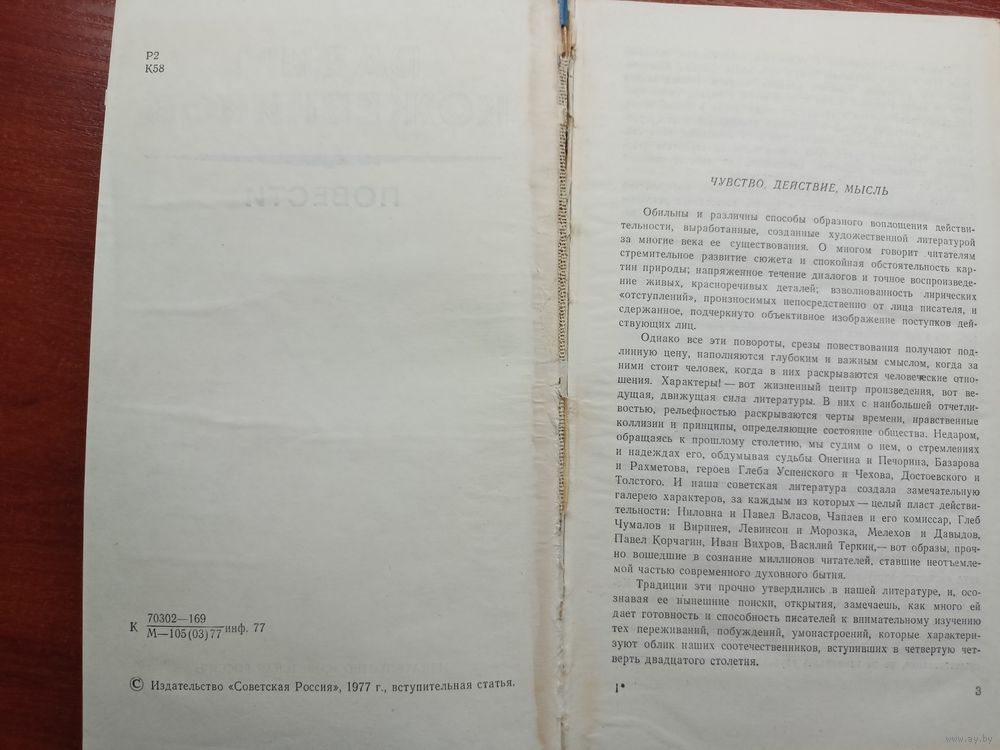 Р2
К58
ПОВЕСТИ
К 70302—169
М—105(03)77 инф. 77
© Издательство «Советская Россия», 1977 г., вступительная статья.
ЧУВСТВО, ДЕЙСТВИЕ, МЫСЛЬ
Обильны и различны способы образного воплощения действи-
тельности, выработанные, созданные художественной литературой
за многие века ее существования. О многом говорит читателям
стремительное развитие сюжета и спокойная обстоятельность кар-
тин природы; напряженное течение диалогов и точное воспроизведе-
ние живых, красноречивых деталей; взволнованность лирических
«отступлений», произносимых непосредственно от лица писателя, и
сдержанное, подчеркнуто объективное изображение поступков дей-
ствующих лиц.
Однако все эти повороты, срезы повествования получают под-
линную цену, наполняются глубоким и важным смыслом, когда за
ними стоит человек, когда в них раскрываются человеческие отно-
шения. Характеры! — вот жизненный центр произведения, вот ве-
дущая, движущая сила литературы. В них с наибольшей отчетли-
востью, рельефностью раскрываются черты времени, нравственные
коллизии и принципы, определяющие состояние общества. Недаром,
обращаясь к прошлому столетию, мы судим о нем, о стремлениях
и надеждах его, обдумывая судьбы Онегина и Печорина, Базарова
и Рахметова, героев Глеба Успенского и Чехова, Достоевского и
Толстого. И наша советская литература создала замечательную
галерею характеров, за каждым из которых — целый пласт действи-
тельности: Ниловна и Павел Власов, Чапаев и его комиссар, Глеб
Чумалов и Виринея, Левинсон и Морозка, Мелехов и Давыдов,
Павел Корчагин, Иван Вихров, Василий Теркин,— вот образы, проч-
но вошедшие в сознание миллионов читателей, ставшие неотъемле-
мой частью современного духовного бытия.
Традиции эти прочно утвердились в нашей литературе, и, осо-
знавая ее нынешние поиски, открытия, замечаешь, как много ей
дает готовность и способность писателей к внимательному изучению
тех переживаний, побуждений, умонастроений, которые характери-
зуют облик наших соотечественников, вступивших в четвертую чет-
верть двадцатого столетия.
1*
3
www.ay.by